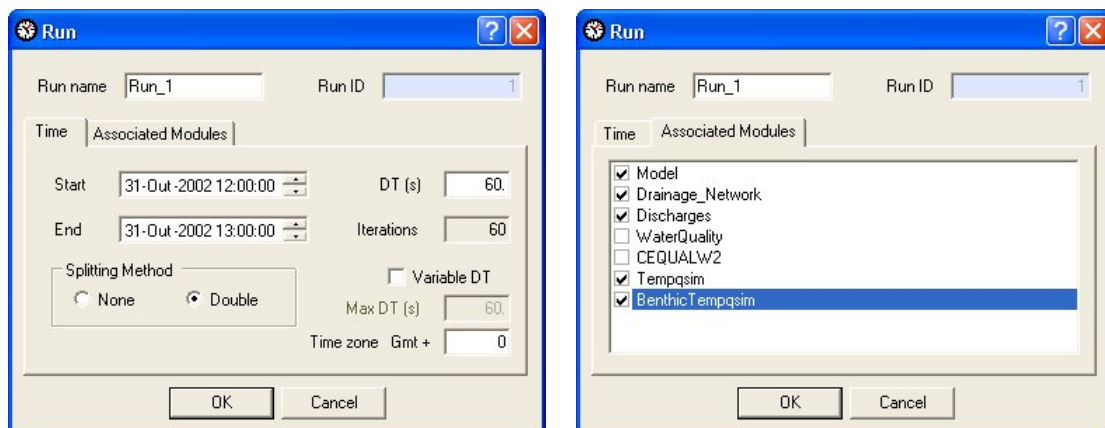 Run
Run name Run_1 Run ID 1
Time Associated Modules
Start 31-Out-2002 12:00:00 DT (s) 60.
End 31-Out-2002 13:00:00 Iterations 60
Splitting Method
None Double
Variable DT
Max DT (s) 60.
Time zone Gmt + 0
OK Cancel
Run
Run name Run_1 Run ID 1
Time Associated Modules
Model
Drainage_Network
Discharges
WaterQuality
CEQUALW2
Tempqsim
BenthicTempqsim
OK Cancel